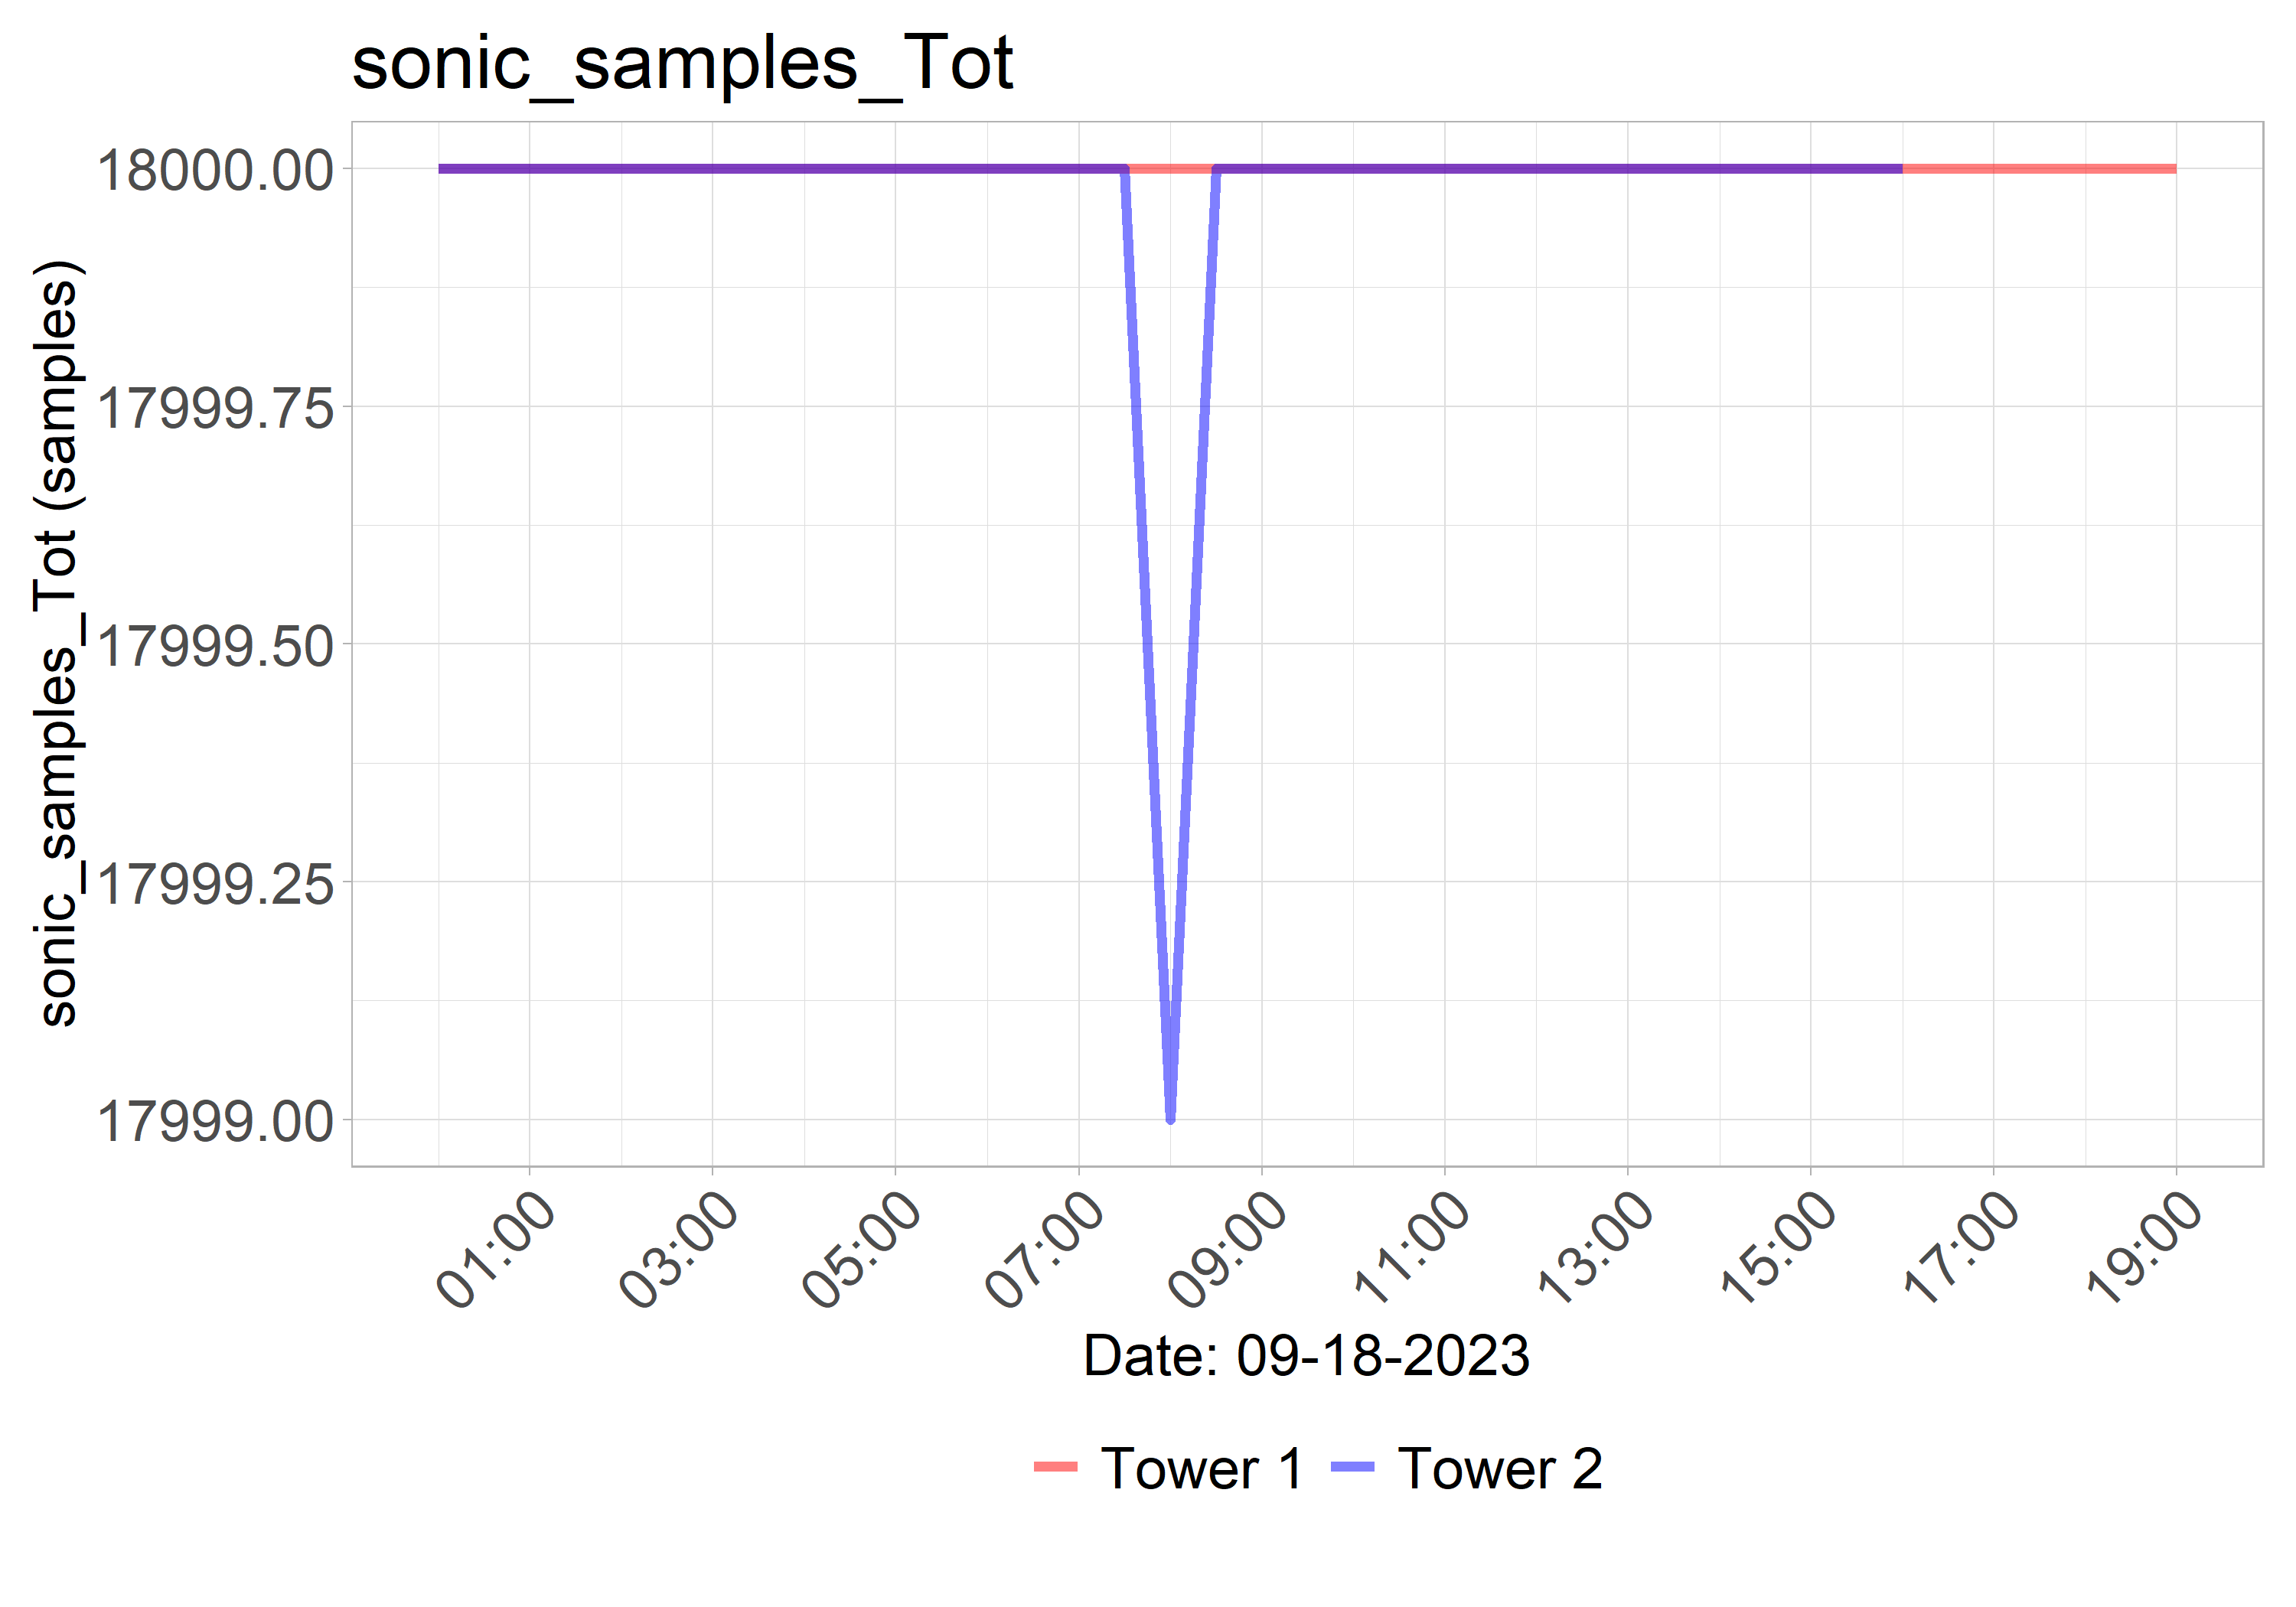 sonic_samples_Tot
sonic_samples_Tot (samples)
18000.00
17999.75
17999.50
17999.25
17999.00
01:00 03:00 05:00 07:00 09:00 11:00 13:00 15:00 17:00 19:00
Date: 09-18-2023
Tower 1 Tower 2